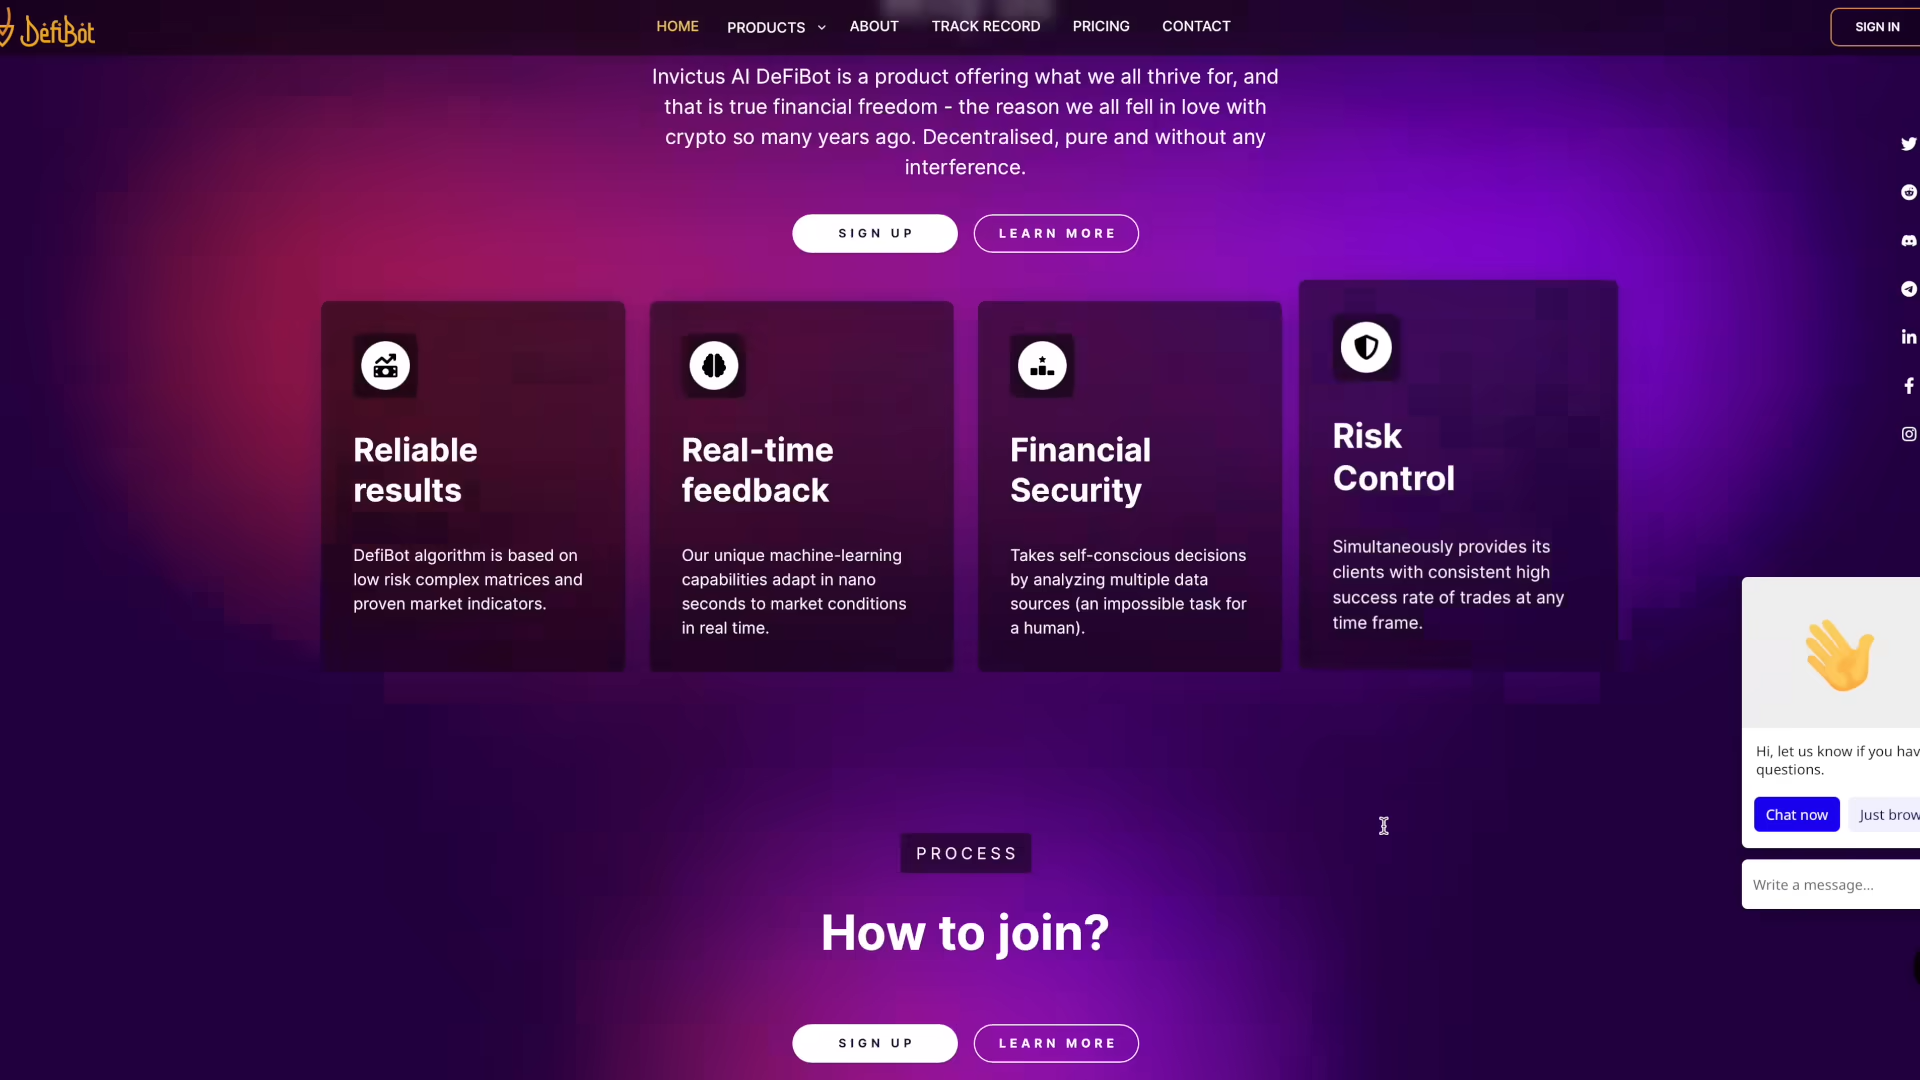 DefiBot
HOME
PRODUCTS
ABOUT
TRACK RECORD
PRICING
CONTACT
SIGN IN
Invictus AI DeFiBot is a product offering what we all thrive for, and
that is true financial freedom - the reason we all fell in love with
crypto so many years ago. Decentralised, pure and without any
interference.
SIGN UP
LEARN MORE
Reliable
results
DefiBot algorithm is based on
low risk complex matrices and
proven market indicators.
Real-time
feedback
Our unique machine-learning
capabilities adapt in nano
seconds to market conditions
in real time.
Financial
Security
Takes self-conscious decisions
by analyzing multiple data
sources (an impossible task for
a human).
Risk
Control
Simultaneously provides its
clients with consistent high
success rate of trades at any
time frame.
Hi, let us know if you hav
questions.
Chat now
Just brow
Write a message...
PROCESS
How to join?
SIGN UP
LEARN MORE